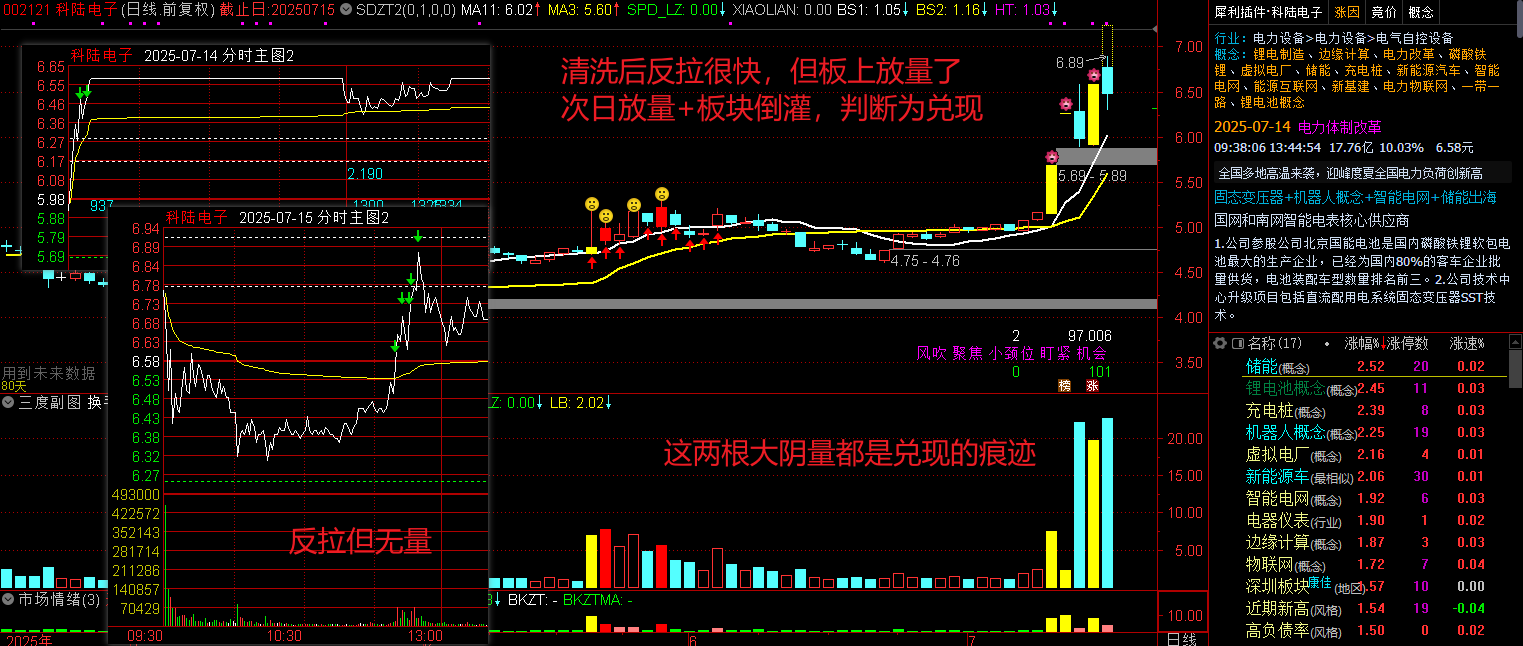 002121 科陆电子(日线 前复权) 截止日:20250715 SDZT2(0,1,0,0) MA11: 6.02↑ MA3: 5.60↑ SPD_LZ: 0.00↓ XIAOLIAN: 0.00 BS1: 1.05↓ BS2: 1.16↓ HT: 1.03↓
科陆电子 2025-07-14 分时主图2
6.65
6.55
6.46
6.36
6.27
6.17
6.08
5.98
5.88
5.79
5.69
2.190
937
科陆电子 2025-07-15 分时主图2
6.94
6.89
6.84
6.78
6.73
6.68
6.63
6.58
6.53
6.48
6.43
6.38
6.32
6.27
493000
422572
352143
281714
211286
140857
70429
09:30 10:30 13:00
反拉但无量
清洗后反拉很快，但板上放量了
次日放量+板块倒灌，判断为兑现
6.89
5.69 - 5.89
4.75 - 4.76
7.00
6.50
6.00
5.50
5.00
4.50
4.00
3.50
2 97.006
风吹 聚焦 小颈位 盯紧 机会
0 101
榜 涨
用到未来数据
80天
三度副图 换手
Z: 0.00↓ LB: 2.02↓
这两根大阴量都是兑现的痕迹
20.00
15.00
10.00
5.00
市场情绪(3)
BKZT: - BKZTMA: -
10.00
2025年 6 7 日线
犀利插件·科陆电子 涨因 竞价 概念
行业: 电力设备>电力设备>电气自控设备
概念: 锂电制造、边缘计算、电力改革、磷酸铁
锂、虚拟电厂、储能、充电桩、新能源汽车、智能
电网、能源互联网、新基建、电力物联网、一带一
路、锂电池概念
2025-07-14 电力体制改革
09:38:06 13:44:54 17.76亿 10.03% 6.58元
全国多地高温来袭，迎峰度夏全国电力负荷创新高
固态变压器+机器人概念+智能电网+储能出海
国网和南网智能电表核心供应商
1.公司参股公司北京国能电池是国内磷酸铁锂软包电
池最大的生产企业，已经为国内80%的客车企业批
量供货，电池装配车型数量排名前三。2.公司技术中
心升级项目包括直流配用电系统固态变压器SST技
术。
名称(17) 涨幅%↓ 涨停数 涨速%
储能(概念) 2.52 20 0.02
锂电池概念(概念) 2.45 11 0.03
充电桩(概念) 2.39 8 0.03
机器人概念(概念) 2.25 19 0.03
虚拟电厂(概念) 2.16 4 0.01
新能源车(最相似) 2.06 30 0.01
智能电网(概念) 1.92 6 0.03
电器仪表(行业) 1.90 1 0.02
边缘计算(概念) 1.87 3 0.03
物联网(概念) 1.72 7 0.04
深圳板块康佳(地区) 1.57 10 0.00
近期新高(风格) 1.54 19 -0.04
高负债率(风格) 1.50 0 0.02